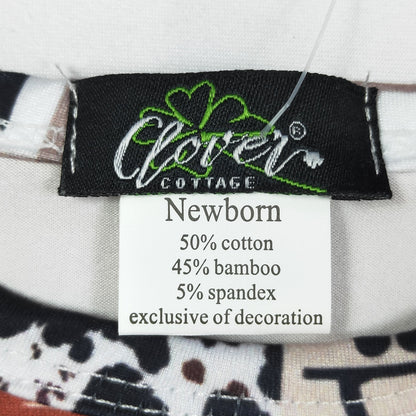 Clover®
COTTAGE
Newborn
50% cotton
45% bamboo
5% spandex
exclusive of decoration